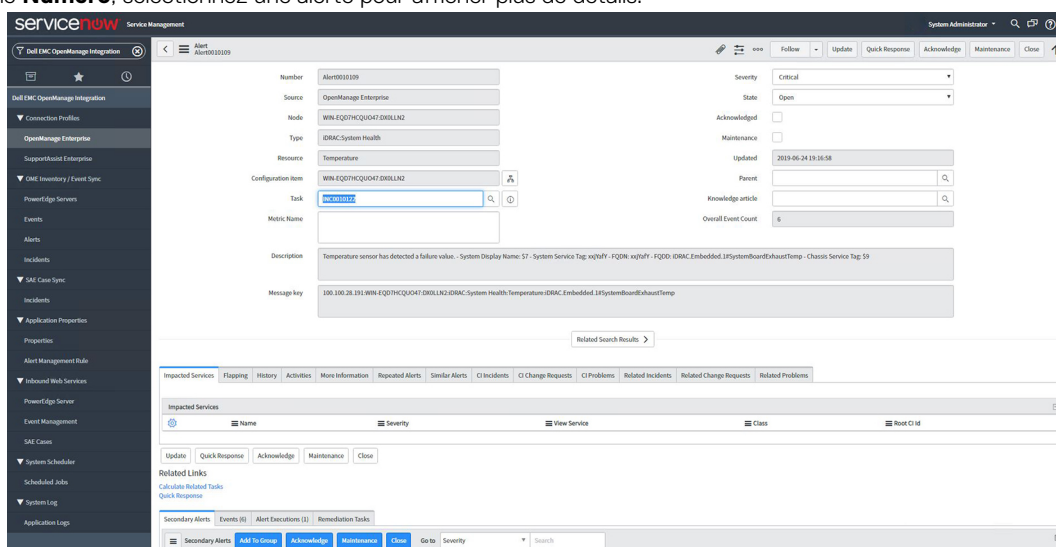 Numéro, sélectionnez une alerte pour afficher plus de détails.
servicenow Service Management
System Administrator
Dell EMC OpenManage Integration
Alert
Alert0010109
Follow Update Quick Response Acknowledge Maintenance Close
Dell EMC OpenManage Integration
Connection Profiles
OpenManage Enterprise
SupportAssist Enterprise
OME Inventory / Event Sync
PowerEdge Servers
Events
Alerts
Incidents
SAE Case Sync
Incidents
Application Properties
Properties
Alert Management Rule
Inbound Web Services
PowerEdge Server
Event Management
SAE Cases
System Scheduler
Scheduled Jobs
System Log
Application Logs
Number Alert0010109
Source OpenManage Enterprise
Node WIN-EQD7HCQUO47:DX0LLN2
Type iDRAC:System Health
Resource Temperature
Configuration item WIN-EQD7HCQUO47:DX0LLN2
Task INC0010122
Metric Name
Severity Critical
State Open
Acknowledged
Maintenance
Updated 2019-06-24 19:16:58
Parent
Knowledge article
Overall Event Count 6
Description Temperature sensor has detected a failure value. - System Display Name: S7 - System Service Tag: xxjYafY - FQDN: xxjYafY - FQDD: iDRAC.Embedded.1#SystemBoardExhaustTemp - Chassis Service Tag: S9
Message key 100.100.28.191:WIN-EQD7HCQUO47:DX0LLN2:iDRAC:System Health:Temperature:iDRAC.Embedded.1#SystemBoardExhaustTemp
Related Search Results
Impacted Services Flapping History Activities More Information Repeated Alerts Similar Alerts CI Incidents CI Change Requests CI Problems Related Incidents Related Change Requests Related Problems
Impacted Services
Name Severity View Service Class Root CI Id
Update Quick Response Acknowledge Maintenance Close
Related Links
Calculate Related Tasks
Quick Response
Secondary Alerts Events (6) Alert Executions (1) Remediation Tasks
Secondary Alerts Add To Group Acknowledge Maintenance Close Go to Severity Search